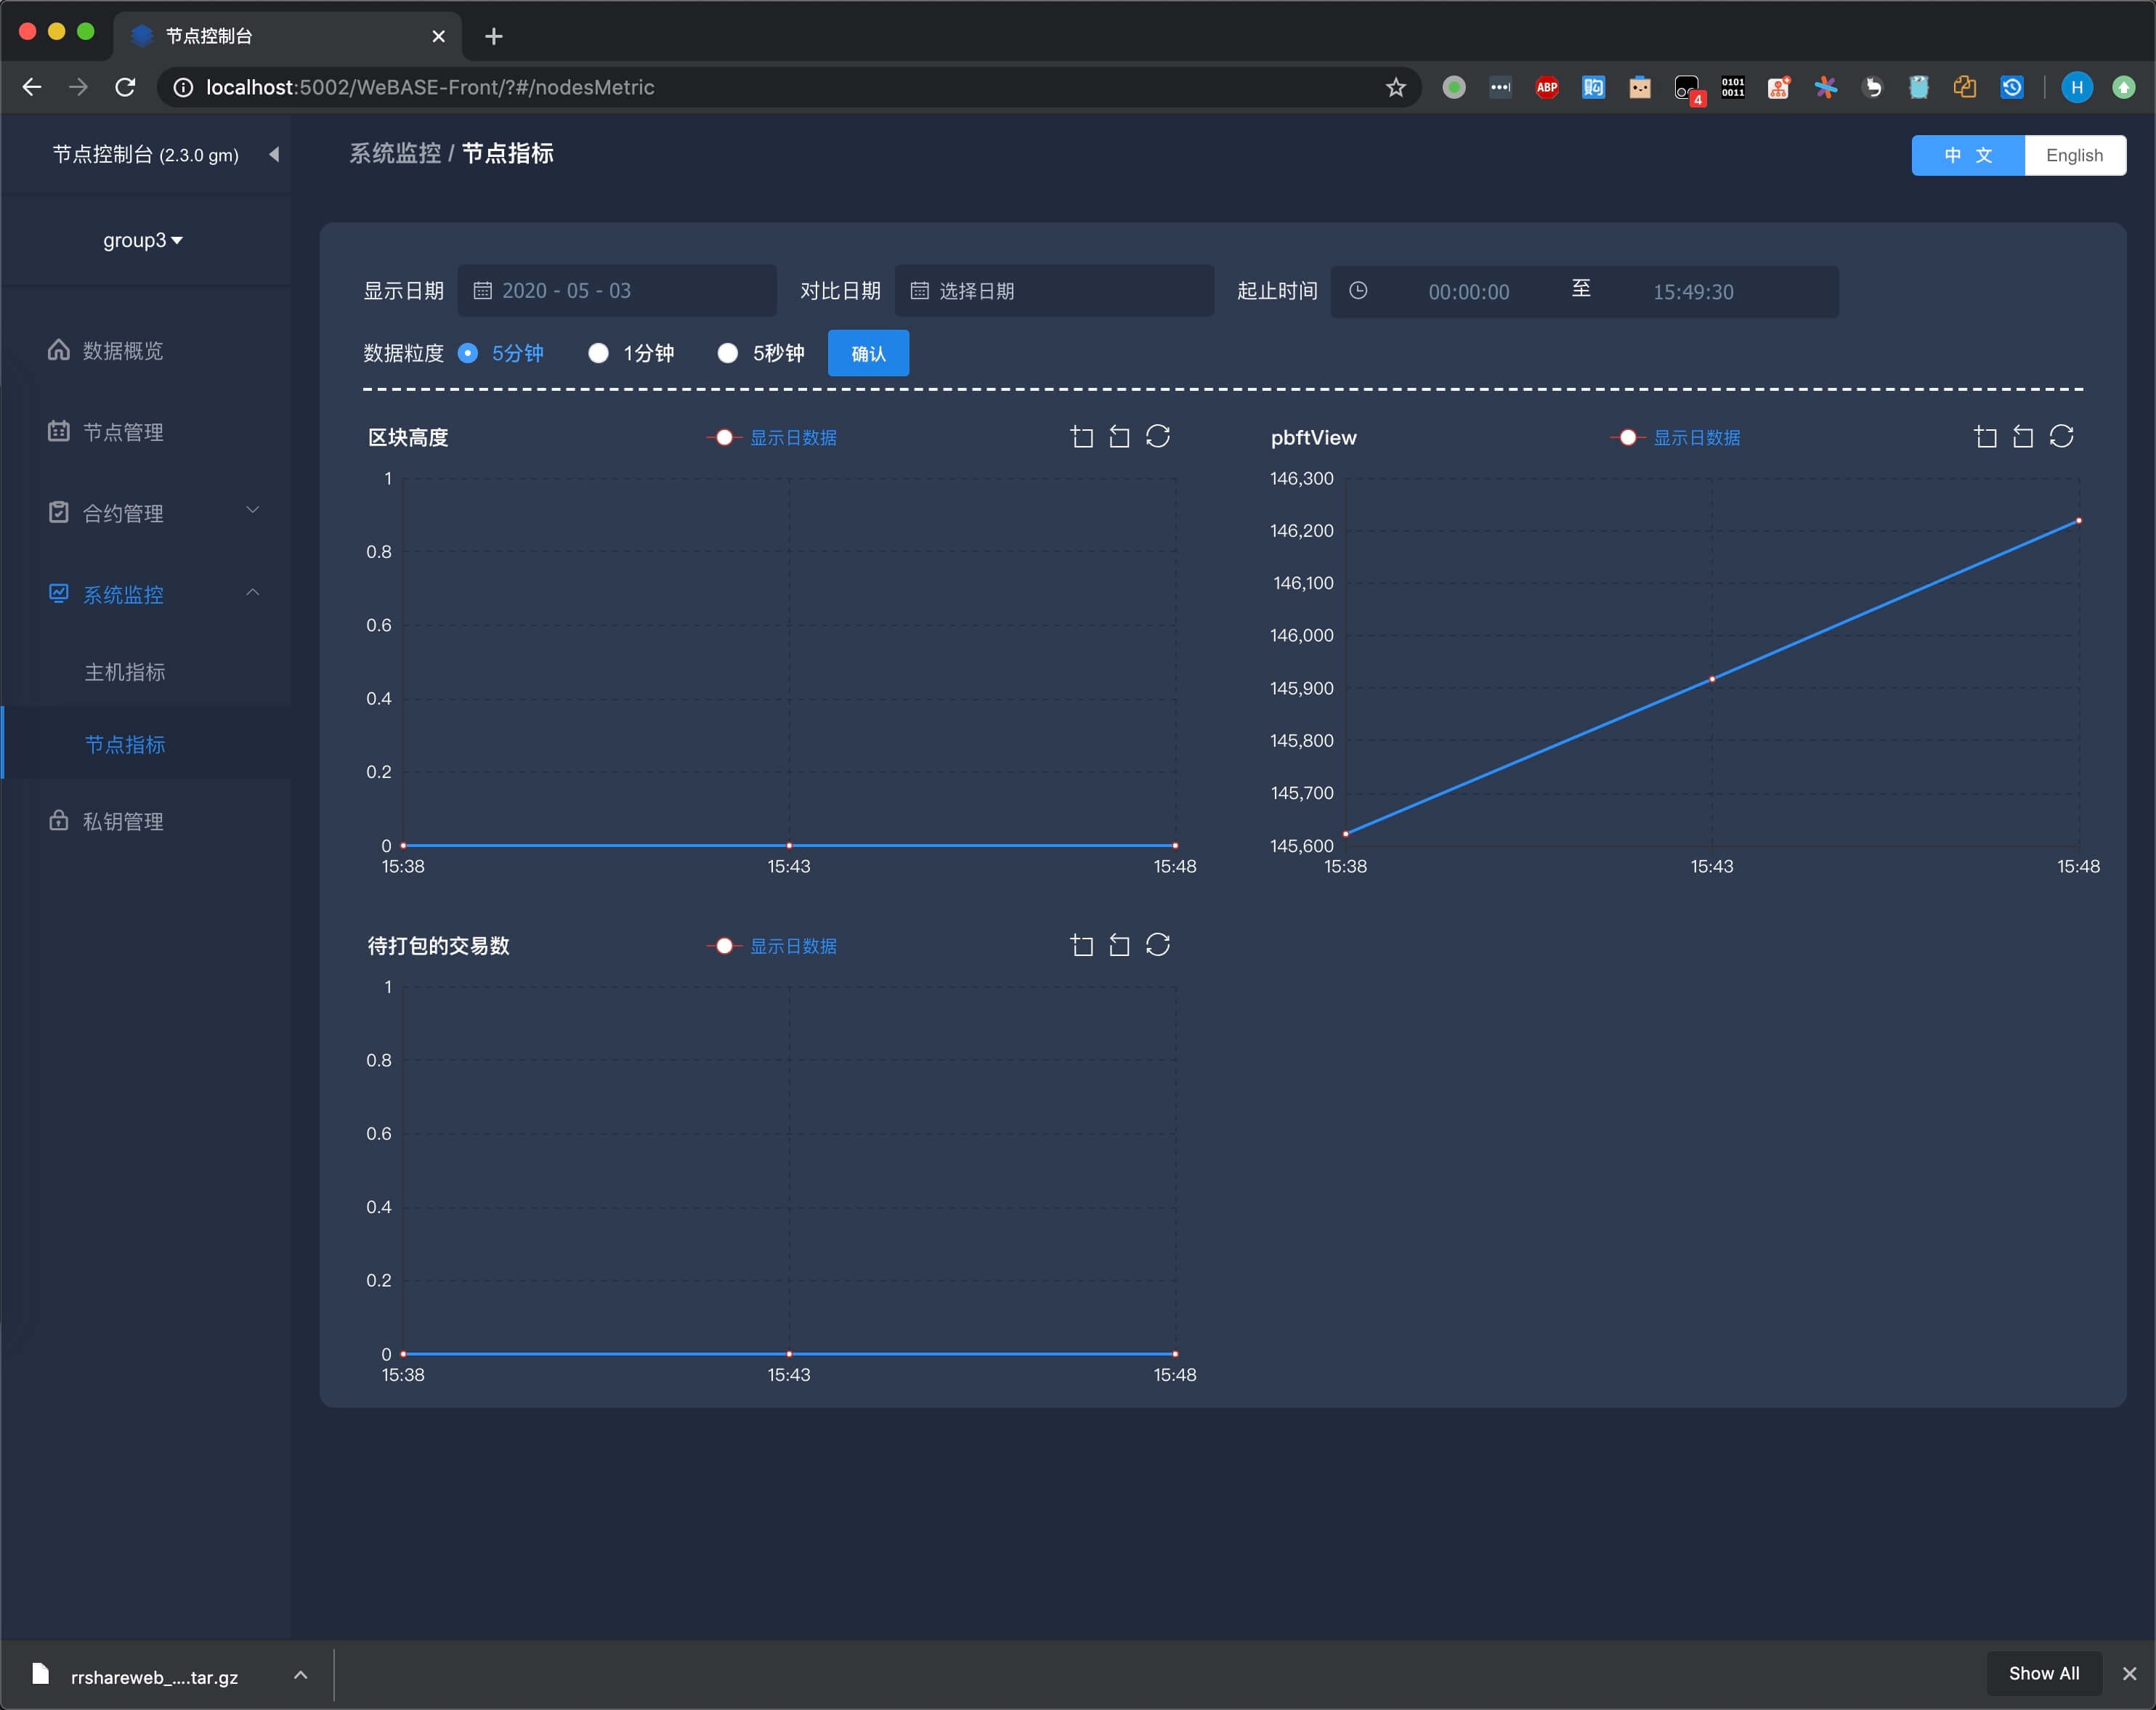 节点控制台
localhost:5002/WeBASE-Front/?#/nodesMetric
ABP
购
4
0101
0011
H
节点控制台 (2.3.0 gm)
系统监控 / 节点指标
中 文
English
group3
数据概览
节点管理
合约管理
系统监控
主机指标
节点指标
私钥管理
显示日期
2020 - 05 - 03
对比日期
选择日期
起止时间
00:00:00
至
15:49:30
数据粒度
5分钟
1分钟
5秒钟
确认
区块高度
显示日数据
1
0.8
0.6
0.4
0.2
0
15:38
15:43
15:48
pbftView
显示日数据
146,300
146,200
146,100
146,000
145,900
145,800
145,700
145,600
15:38
15:43
15:48
待打包的交易数
显示日数据
1
0.8
0.6
0.4
0.2
0
15:38
15:43
15:48
rrshareweb_....tar.gz
Show All